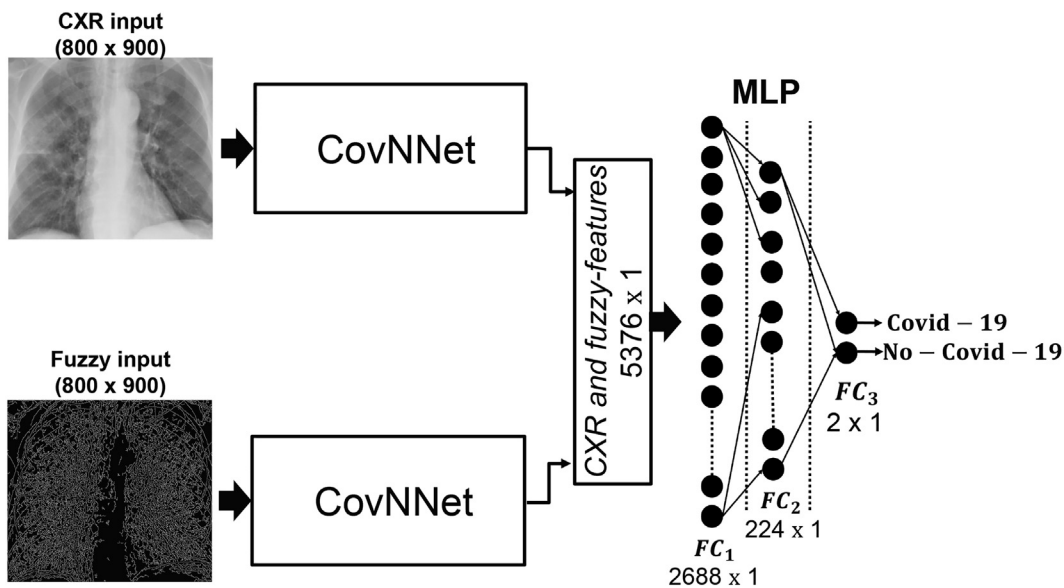 CXR input
(800 x 900)
CovNNet
Fuzzy input
(800 x 900)
CovNNet
CXR and fuzzy-features
5376 x 1
MLP
Covid – 19
No – Covid – 19
FC₃
2 x 1
FC₂
224 x 1
FC₁
2688 x 1